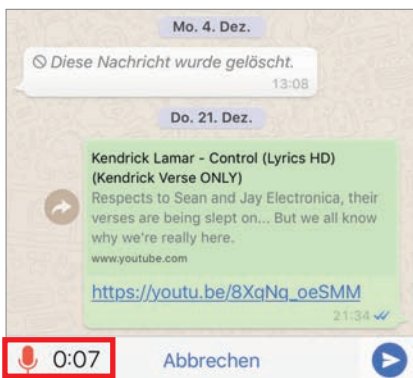 Mo. 4. Dez.
Diese Nachricht wurde gelöscht.
13:08
Do. 21. Dez.
Kendrick Lamar - Control (Lyrics HD)
(Kendrick Verse ONLY)
Respects to Sean and Jay Electronica, their
verses are being slept on... But we all know
why we're really here.
www.youtube.com
https://youtu.be/8XqNq_oeSMM
21:34
0:07 Abbrechen